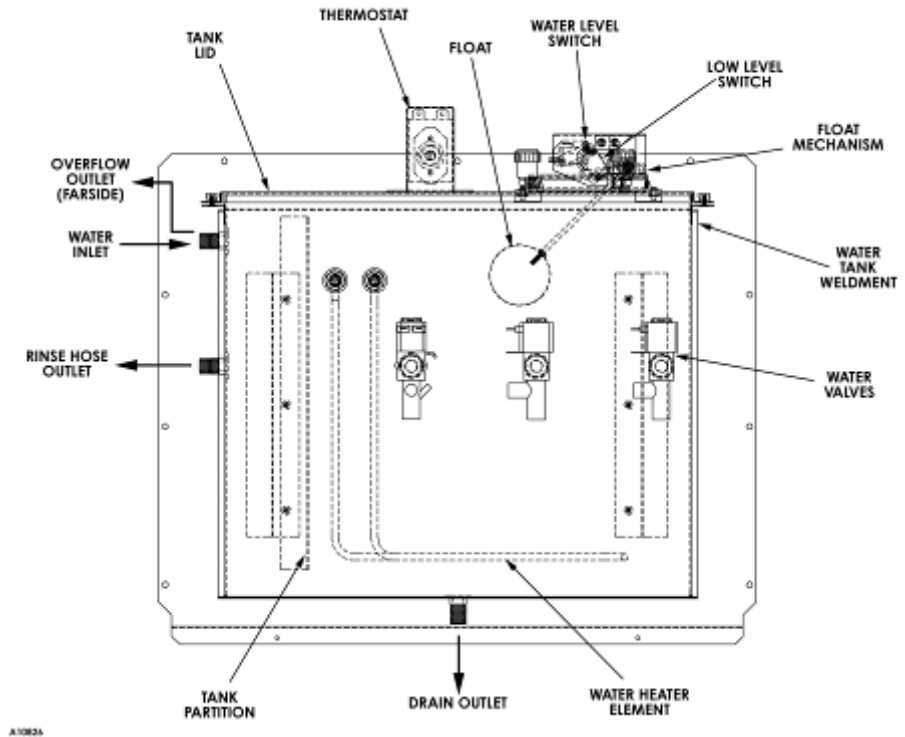 THERMOSTAT
TANK
LID
FLOAT
WATER LEVEL
SWITCH
LOW LEVEL
SWITCH
FLOAT
MECHANISM
OVERFLOW
OUTLET
(FARSIDE)
WATER
INLET
WATER
TANK
WELDMENT
RINSE HOSE
OUTLET
WATER
VALVES
TANK
PARTITION
DRAIN OUTLET
WATER HEATER
ELEMENT
A10826